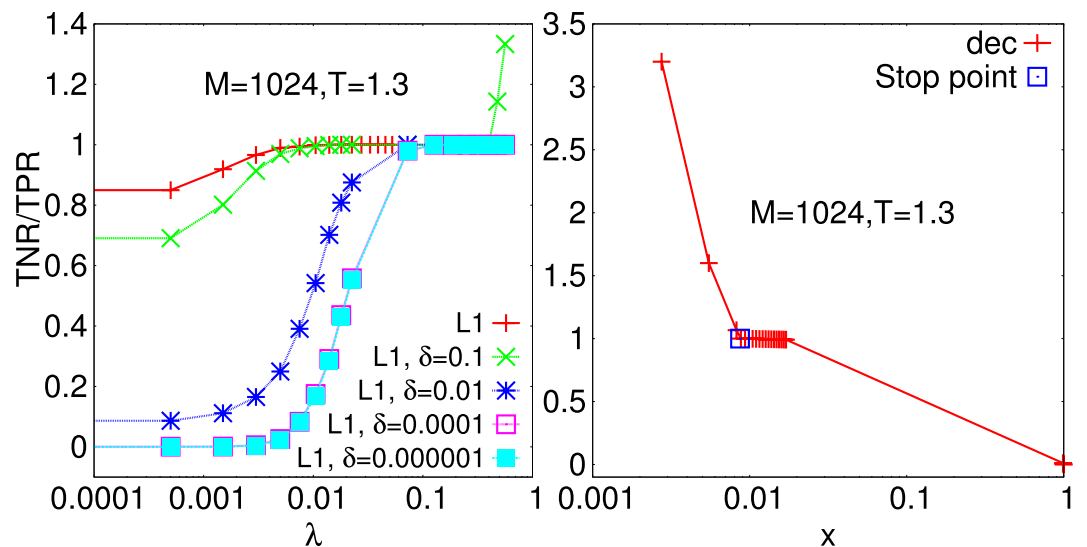 1.4
1.2
1
0.8
0.6
0.4
0.2
0
TNR/TPR
M=1024,T=1.3
L1
L1, δ=0.1
L1, δ=0.01
L1, δ=0.0001
L1, δ=0.000001
0.0001 0.001 0.01 0.1 1
λ
3.5
3
2.5
2
1.5
1
0.5
0
dec
Stop point
M=1024,T=1.3
0.001 0.01 0.1 1
x